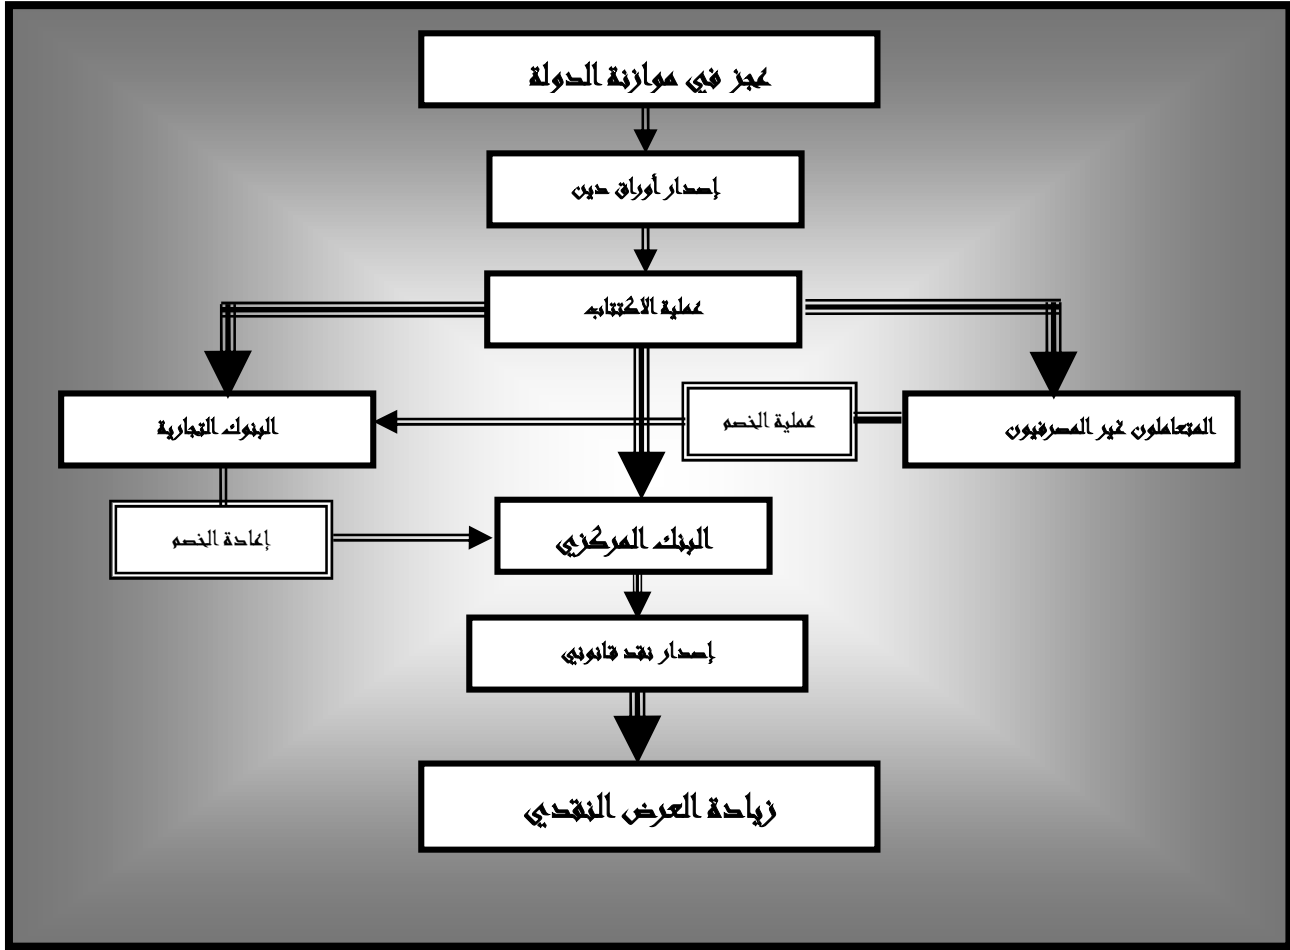 عجز في موازنة الدولة
إصدار أوراق دين
عملية الاكتتاب
المتعاملون غير المصرفيون
عملية الخصم
البنوك التجارية
إعادة الخصم
البنك المركزي
إصدار نقد قانوني
زيادة العرض النقدي